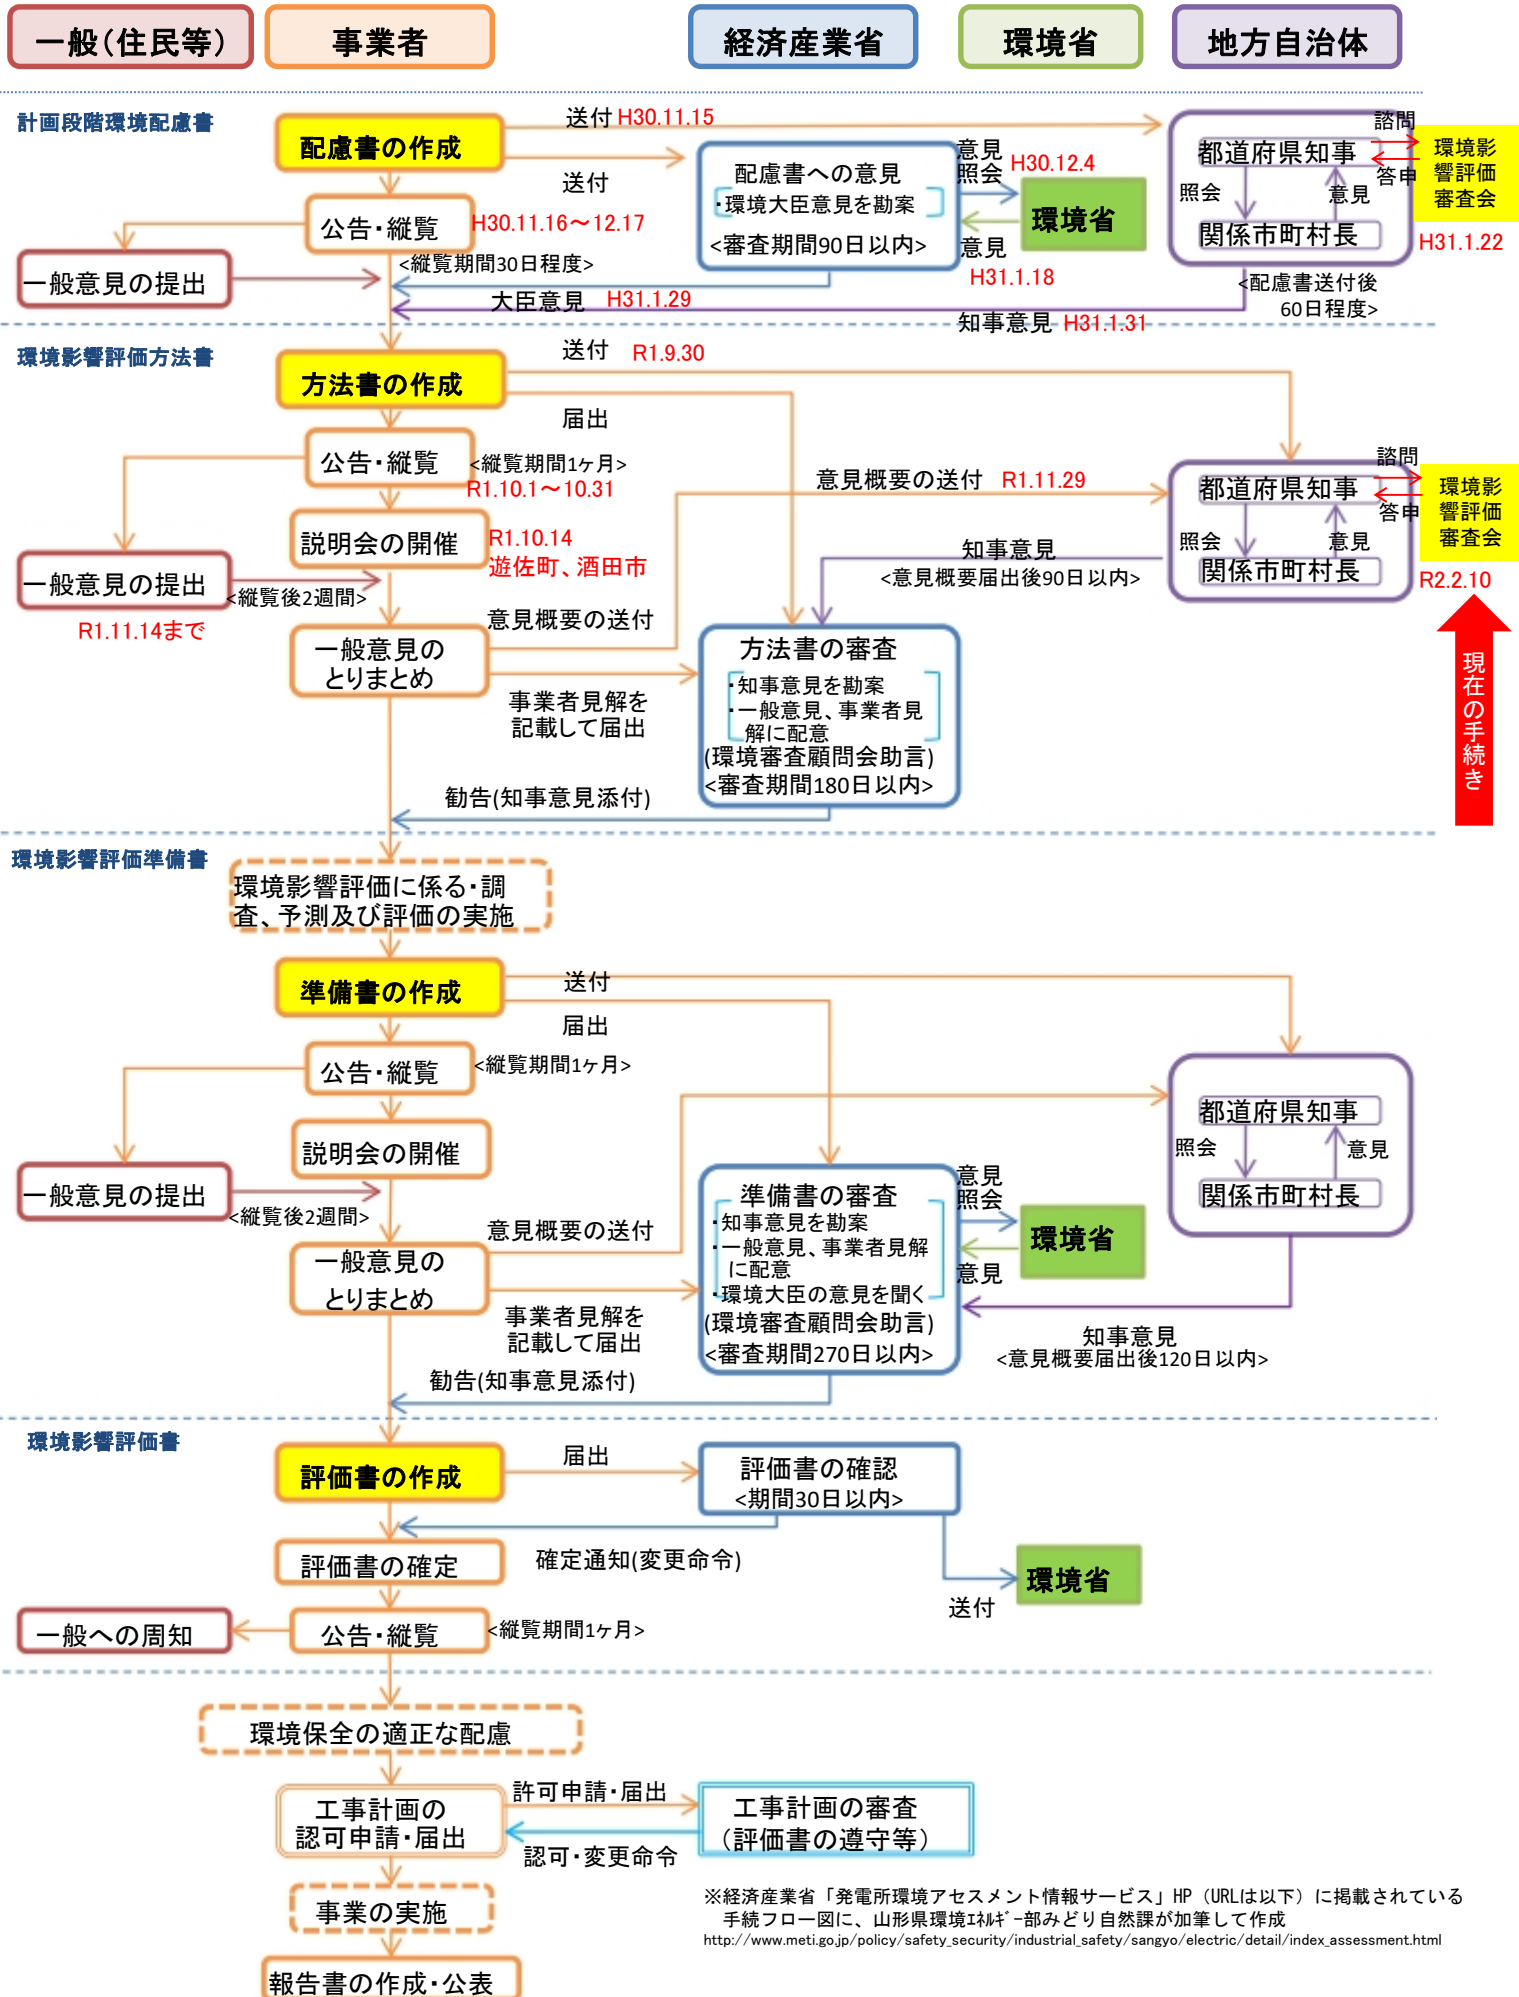 一般(住民等)
事業者
経済産業省
環境省
地方自治体
計画段階環境配慮書
配慮書の作成
送付 H30.11.15
送付
公告・縦覧
H30.11.16～12.17
<縦覧期間30日程度>
一般意見の提出
配慮書への意見
・環境大臣意見を勘案
<審査期間90日以内>
意見
照会
H30.12.4
環境省
意見
H31.1.18
都道府県知事
照会
意見
関係市町村長
諮問
答申
環境影
響評価
審査会
H31.1.22
<配慮書送付後
60日程度>
大臣意見 H31.1.29
知事意見 H31.1.31
環境影響評価方法書
方法書の作成
送付 R1.9.30
届出
公告・縦覧
<縦覧期間1ヶ月>
R1.10.1～10.31
説明会の開催
R1.10.14
遊佐町、酒田市
一般意見の提出
<縦覧後2週間>
R1.11.14まで
一般意見の
とりまとめ
意見概要の送付
意見概要の送付 R1.11.29
事業者見解を
記載して届出
知事意見
<意見概要届出後90日以内>
都道府県知事
照会
意見
関係市町村長
諮問
答申
環境影
響評価
審査会
R2.2.10
現在の手続き
方法書の審査
・知事意見を勘案
・一般意見、事業者見
解に配意
(環境審査顧問会助言)
<審査期間180日以内>
勧告(知事意見添付)
環境影響評価準備書
環境影響評価に係る・調
査、予測及び評価の実施
準備書の作成
送付
届出
公告・縦覧
<縦覧期間1ヶ月>
説明会の開催
一般意見の提出
<縦覧後2週間>
一般意見の
とりまとめ
意見概要の送付
事業者見解を
記載して届出
準備書の審査
・知事意見を勘案
・一般意見、事業者見解
に配意
・環境大臣の意見を聞く
(環境審査顧問会助言)
<審査期間270日以内>
意見
照会
環境省
意見
都道府県知事
照会
意見
関係市町村長
知事意見
<意見概要届出後120日以内>
勧告(知事意見添付)
環境影響評価書
評価書の作成
届出
評価書の確認
<期間30日以内>
確定通知(変更命令)
評価書の確定
環境省
送付
公告・縦覧
<縦覧期間1ヶ月>
一般への周知
環境保全の適正な配慮
工事計画の
認可申請・届出
許可申請・届出
認可・変更命令
工事計画の審査
(評価書の遵守等)
事業の実施
報告書の作成・公表
※経済産業省「発電所環境アセスメント情報サービス」HP（URLは以下）に掲載されている
手続フロー図に、山形県環境ｴﾈﾙｷﾞｰ部みどり自然課が加筆して作成
http://www.meti.go.jp/policy/safety_security/industrial_safety/sangyo/electric/detail/index_assessment.html